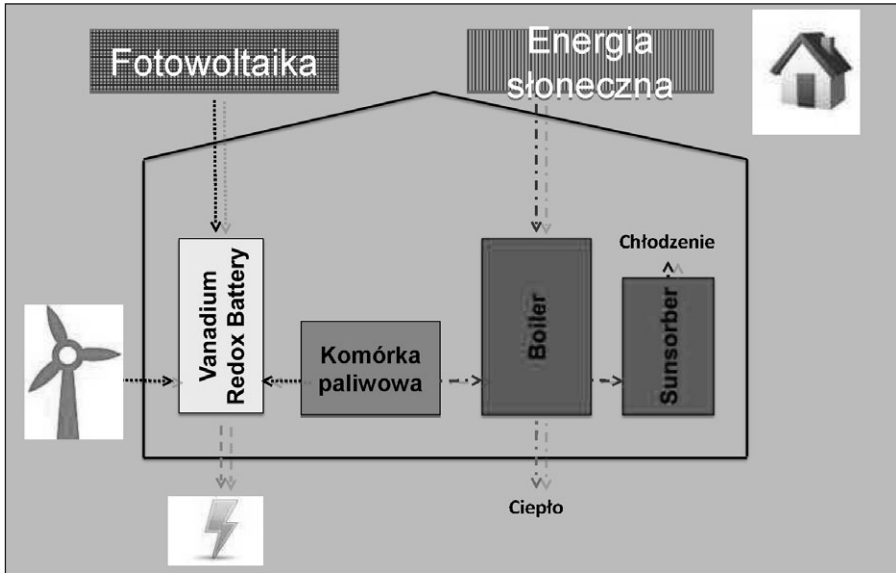 Fotowoltaika
Energia
słoneczna
Chłodzenie
Vanadium
Redox Battery
Komórka
paliwowa
Boiler
Sunsorber
Ciepło